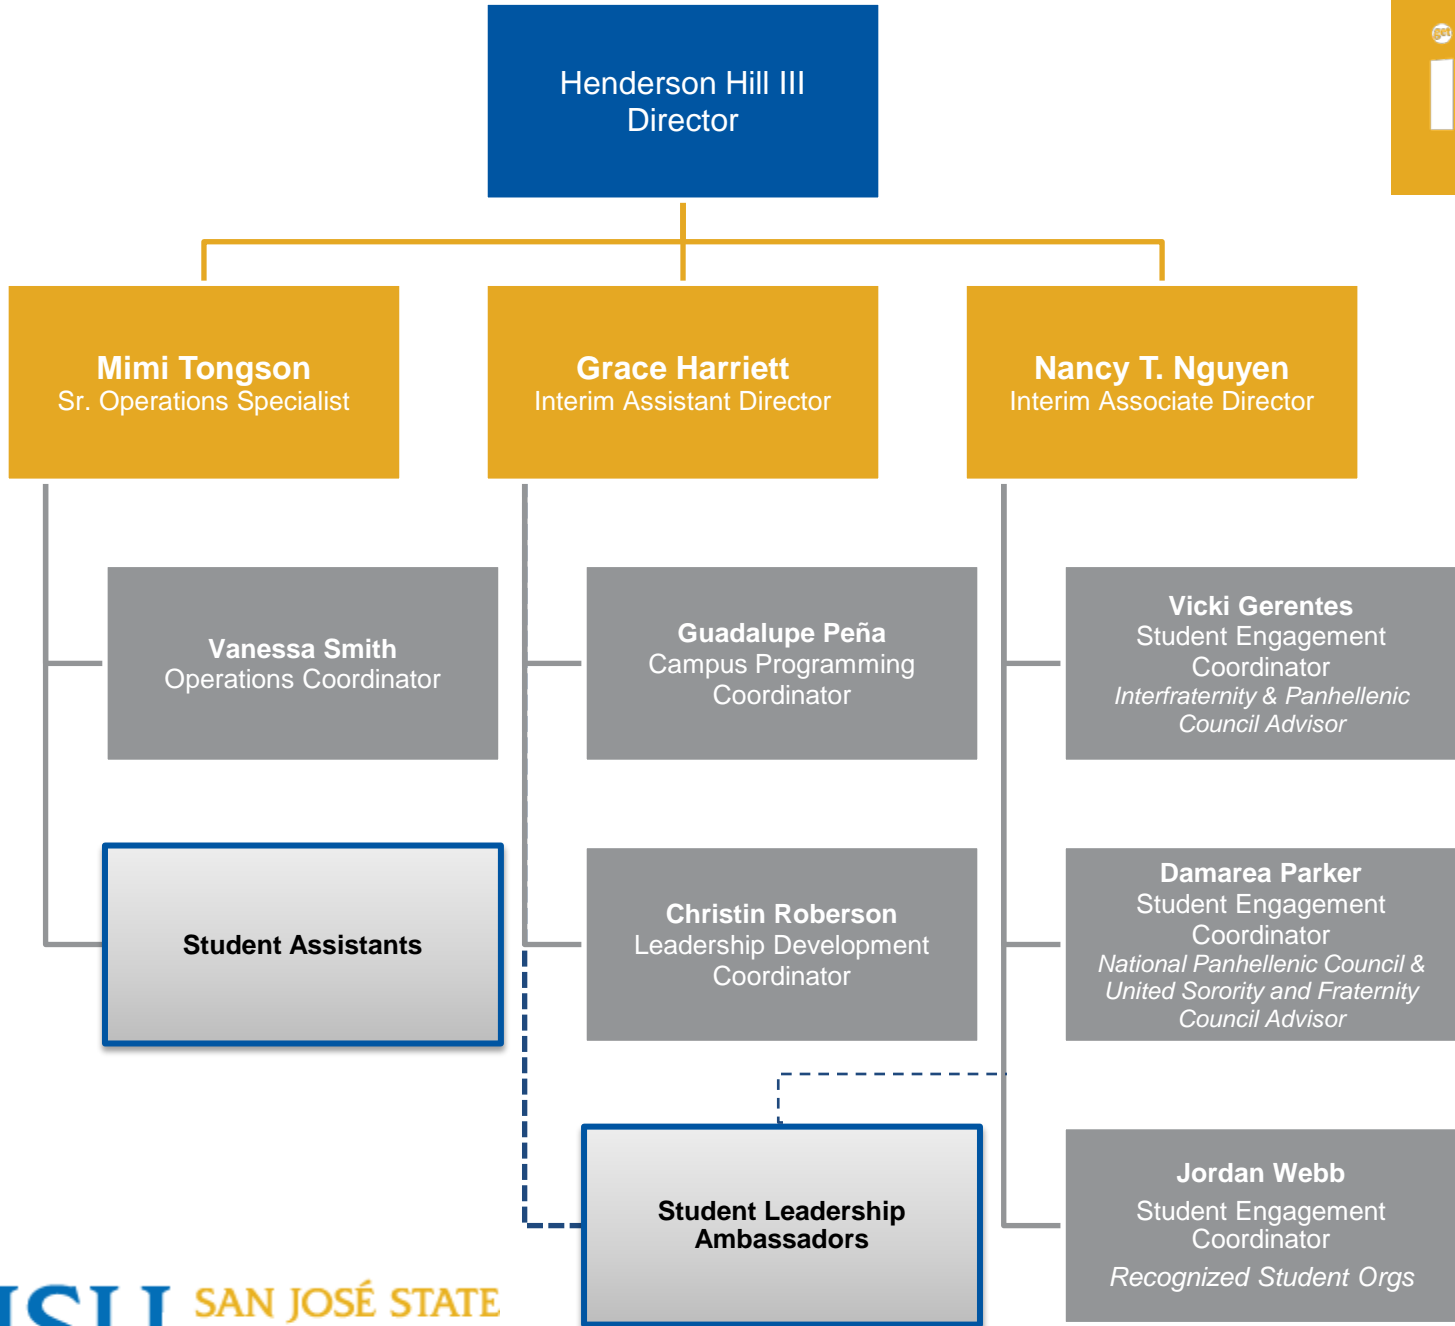 Henderson Hill III
Director
get
Mimi Tongson
Sr. Operations Specialist
Grace Harriett
Interim Assistant Director
Nancy T. Nguyen
Interim Associate Director
Vanessa Smith
Operations Coordinator
Guadalupe Peña
Campus Programming
Coordinator
Vicki Gerentes
Student Engagement
Coordinator
Interfraternity & Panhellenic
Council Advisor
Student Assistants
Christin Roberson
Leadership Development
Coordinator
Damarea Parker
Student Engagement
Coordinator
National Panhellenic Council &
United Sorority and Fraternity
Council Advisor
Student Leadership
Ambassadors
Jordan Webb
Student Engagement
Coordinator
Recognized Student Orgs
SAN JOSÉ STATE